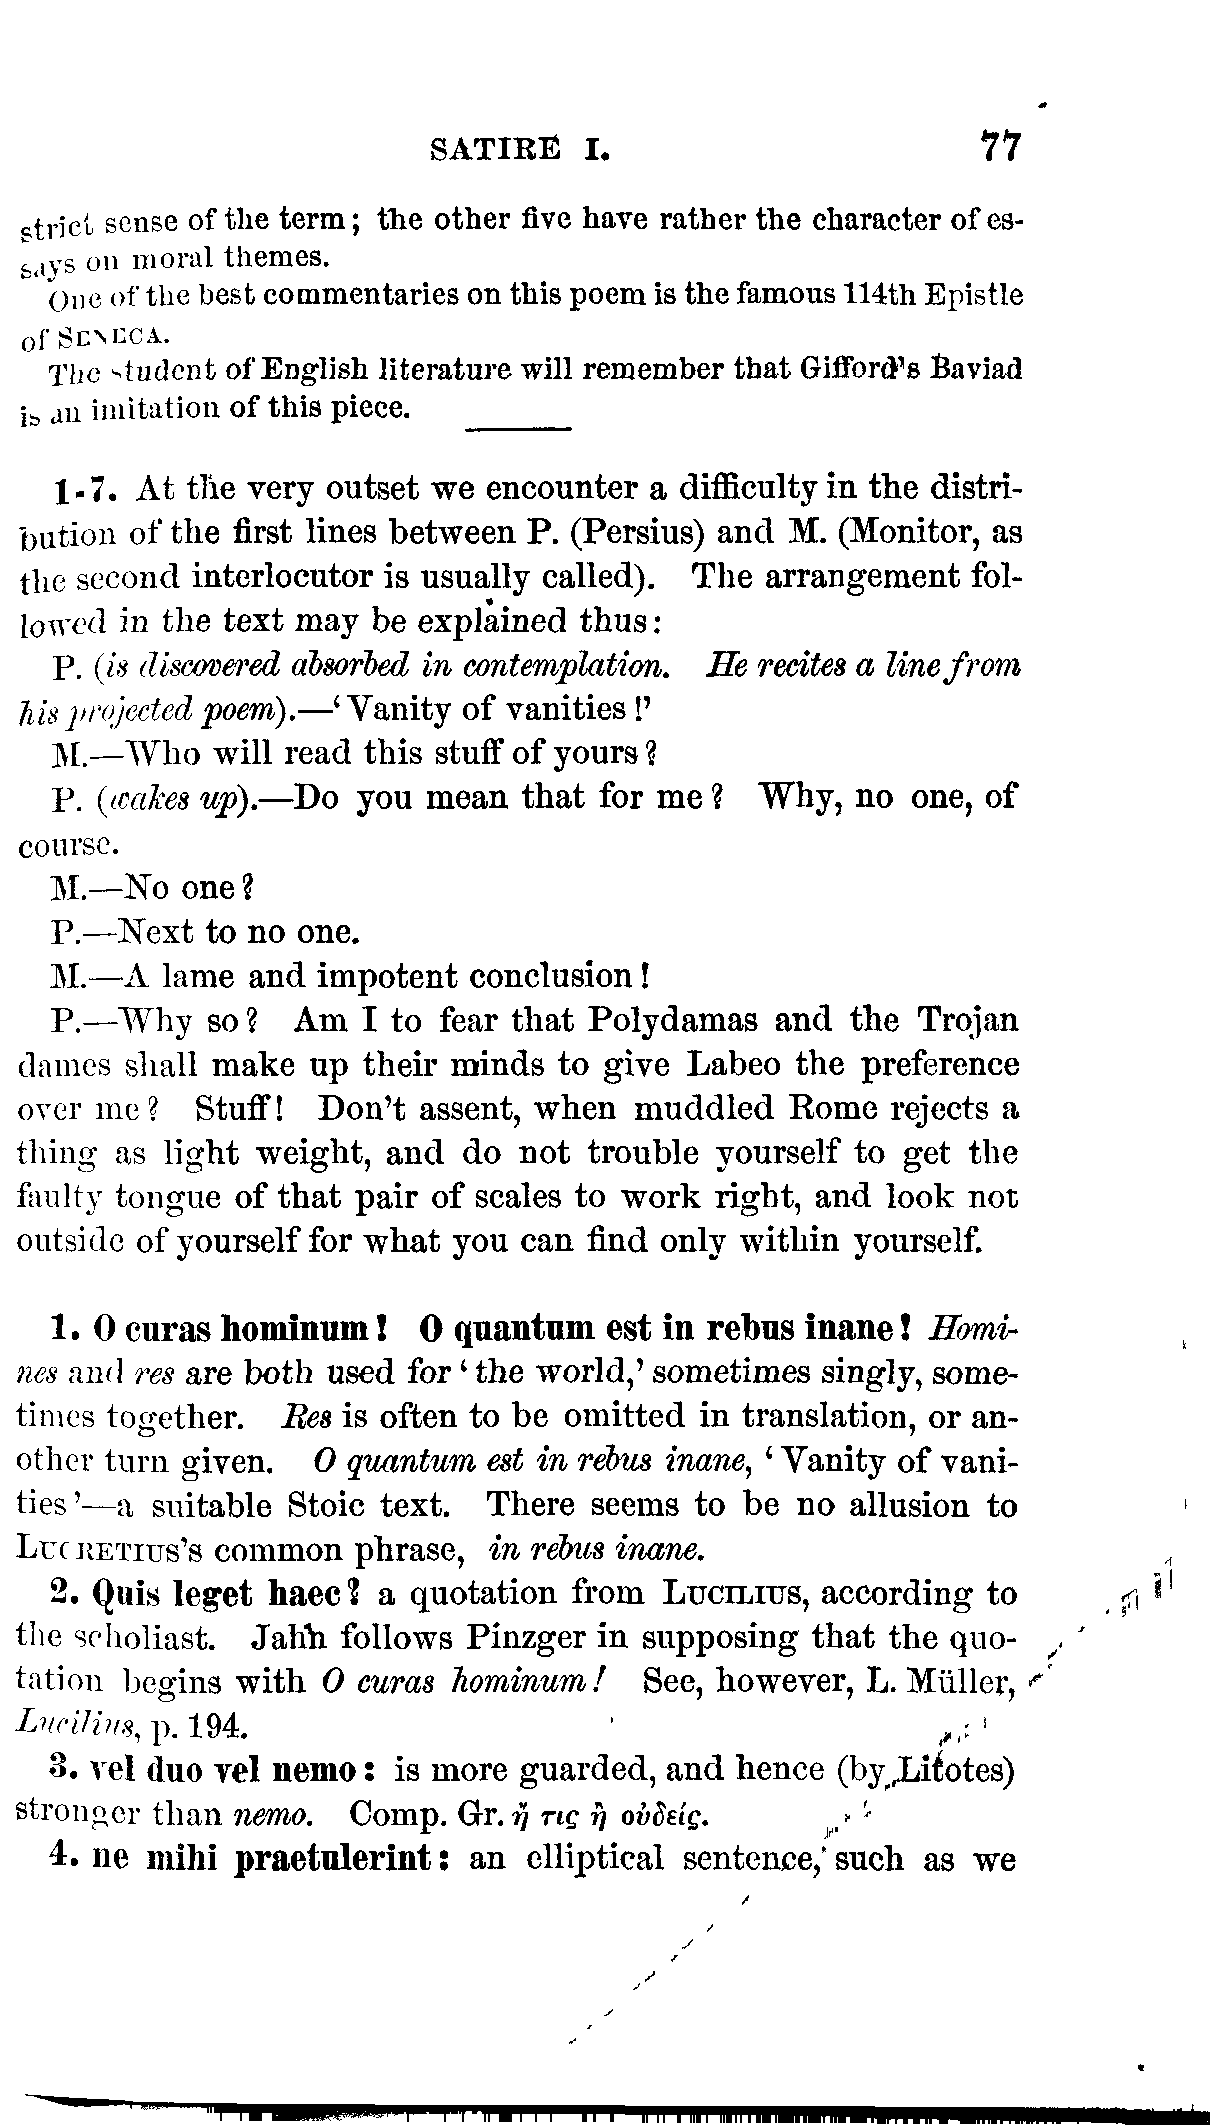 SATIRE I. 77
strict sense of the term; the other five have rather the character of es-
says on moral themes.
One of the best commentaries on this poem is the famous 114th Epistle
of SENECA.
The student of English literature will remember that Gifford's Baviad
is an imitation of this piece.
1-7. At the very outset we encounter a difficulty in the distri-
bution of the first lines between P. (Persius) and M. (Monitor, as
the second interlocutor is usually called). The arrangement fol-
lowed in the text may be explained thus:
P. (is discovered absorbed in contemplation. He recites a line from
his projected poem).—‘Vanity of vanities!’
M.—Who will read this stuff of yours?
P. (wakes up).—Do you mean that for me? Why, no one, of
course.
M.—No one?
P.—Next to no one.
M.—A lame and impotent conclusion!
P.—Why so? Am I to fear that Polydamas and the Trojan
dames shall make up their minds to give Labeo the preference
over me? Stuff! Don't assent, when muddled Rome rejects a
thing as light weight, and do not trouble yourself to get the
faulty tongue of that pair of scales to work right, and look not
outside of yourself for what you can find only within yourself.
1. O curas hominum! O quantum est in rebus inane! Homi-
nes and res are both used for ‘the world,’ sometimes singly, some-
times together. Res is often to be omitted in translation, or an-
other turn given. O quantum est in rebus inane, ‘Vanity of vani-
ties’—a suitable Stoic text. There seems to be no allusion to
LUCRETIUS's common phrase, in rebus inane.
2. Quis leget haec? a quotation from LUCILIUS, according to
the scholiast. Jahn follows Pinzger in supposing that the quo-
tation begins with O curas hominum! See, however, L. Müller,
Lucilius, p. 194.
3. vel duo vel nemo: is more guarded, and hence (by Litotes)
stronger than nemo. Comp. Gr. ἤ τις ἢ οὐδείς.
4. ne mihi praetulerint: an elliptical sentence, such as we